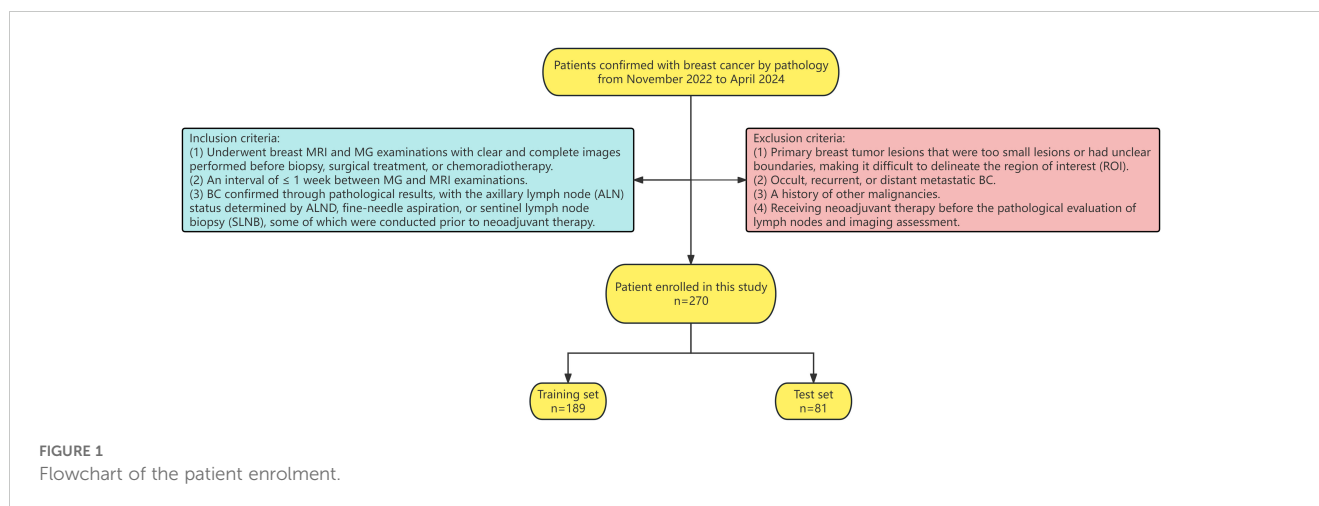 Patients confirmed with breast cancer by pathology
from November 2022 to April 2024
Inclusion criteria:
(1) Underwent breast MRI and MG examinations with clear and complete images
performed before biopsy, surgical treatment, or chemoradiotherapy.
(2) An interval of ≤ 1 week between MG and MRI examinations.
(3) BC confirmed through pathological results, with the axillary lymph node (ALN)
status determined by ALND, fine-needle aspiration, or sentinel lymph node
biopsy (SLNB), some of which were conducted prior to neoadjuvant therapy.
Exclusion criteria:
(1) Primary breast tumor lesions that were too small lesions or had unclear
boundaries, making it difficult to delineate the region of interest (ROI).
(2) Occult, recurrent, or distant metastatic BC.
(3) A history of other malignancies.
(4) Receiving neoadjuvant therapy before the pathological evaluation of
lymph nodes and imaging assessment.
Patient enrolled in this study
n=270
Training set
n=189
Test set
n=81
FIGURE 1
Flowchart of the patient enrolment.